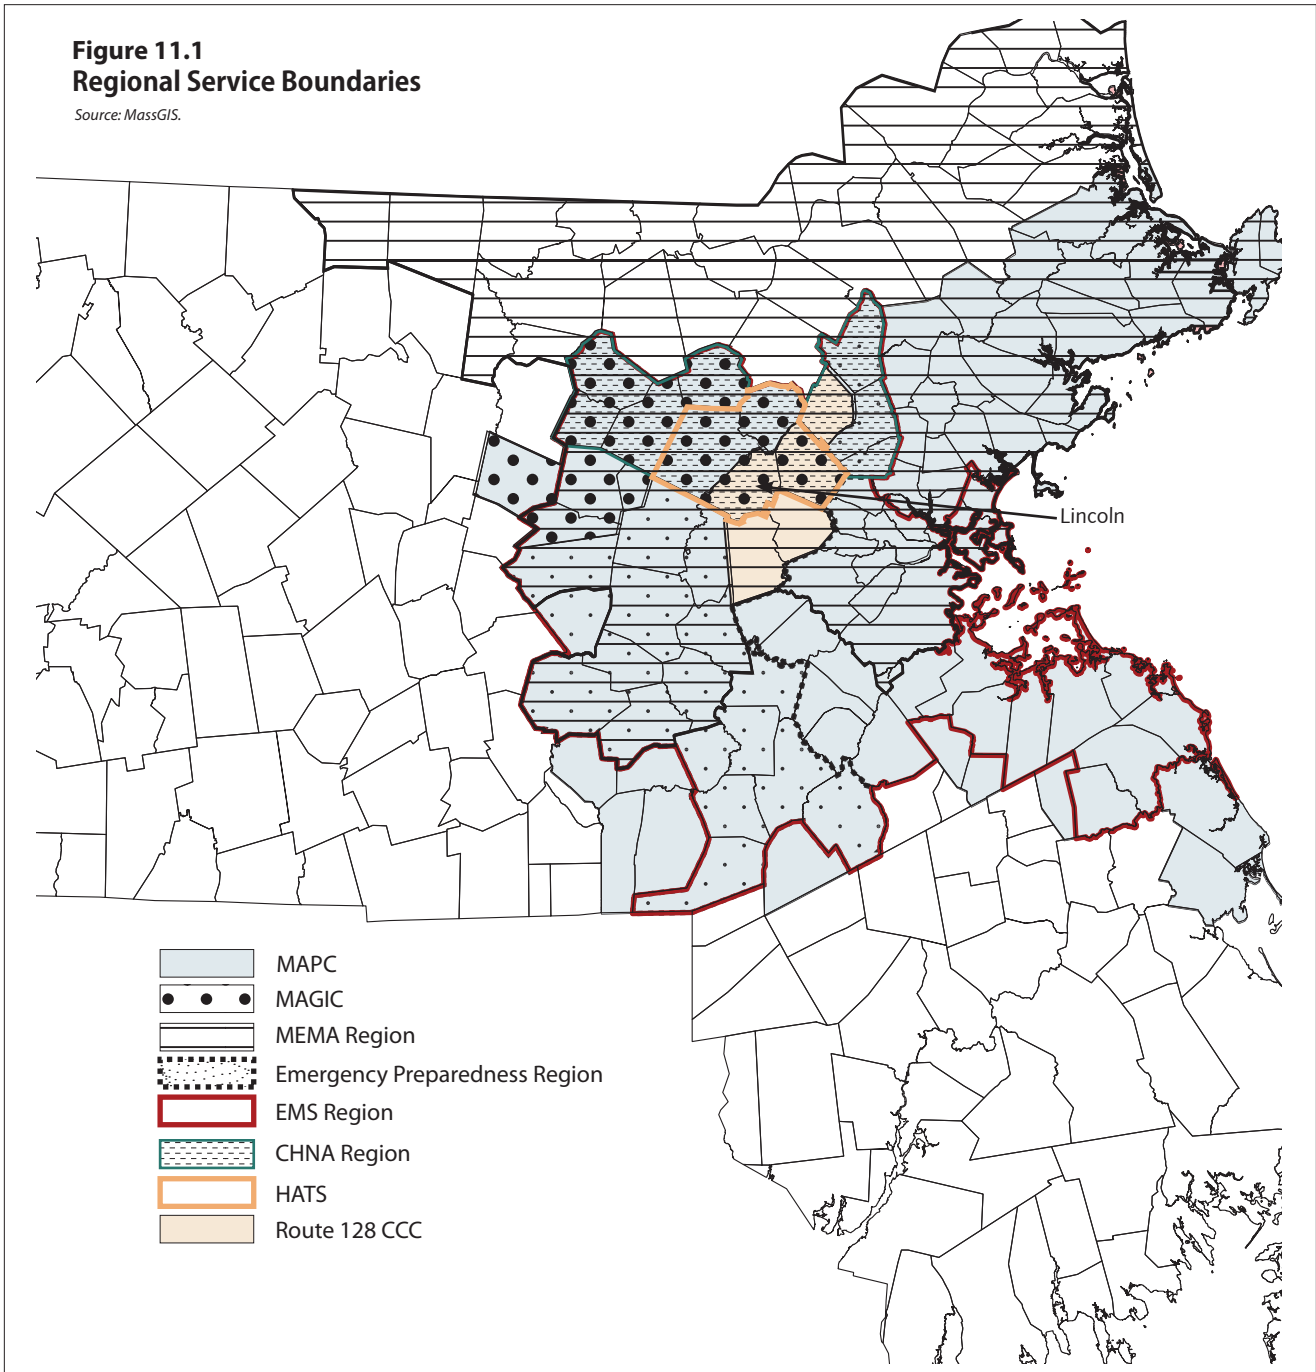 Figure 11.1
Regional Service Boundaries
Source: MassGIS.
Lincoln
MAPC
MAGIC
MEMA Region
Emergency Preparedness Region
EMS Region
CHNA Region
HATS
Route 128 CCC